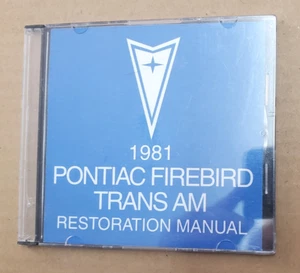 1981
PONTIAC FIREBIRD
TRANS AM
RESTORATION MANUAL